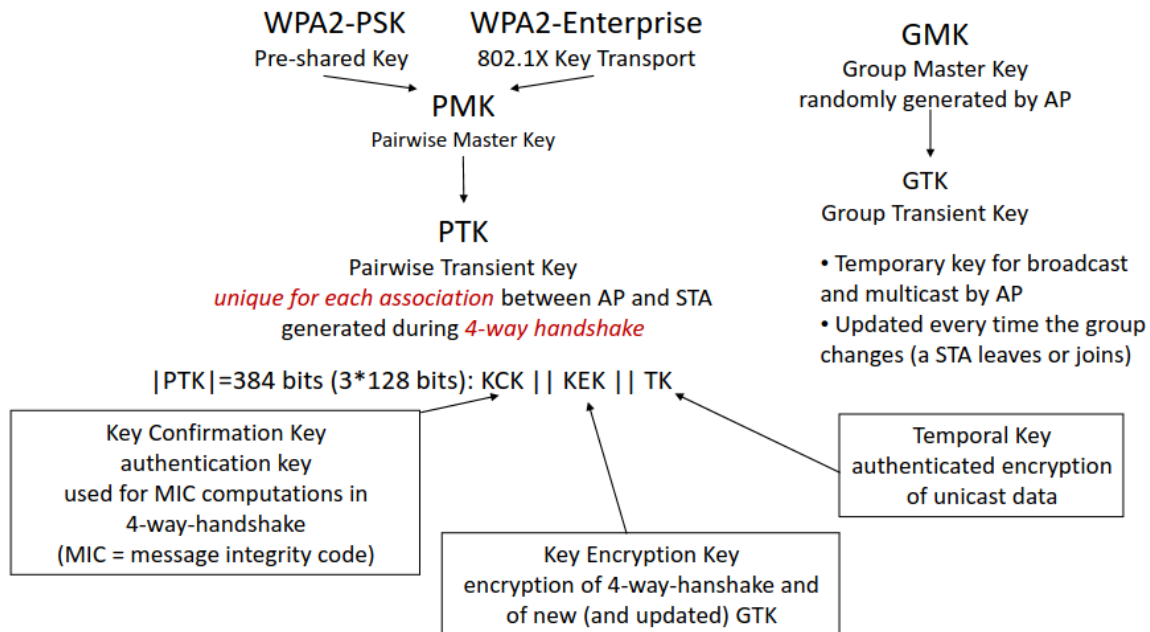 WPA2-PSK
Pre-shared Key
WPA2-Enterprise
802.1X Key Transport
PMK
Pairwise Master Key
PTK
Pairwise Transient Key
unique for each association between AP and STA
generated during 4-way handshake
|PTK|=384 bits (3*128 bits): KCK || KEK || TK
Key Confirmation Key
authentication key
used for MIC computations in
4-way-handshake
(MIC = message integrity code)
Key Encryption Key
encryption of 4-way-hanshake and
of new (and updated) GTK
Temporal Key
authenticated encryption
of unicast data
GMK
Group Master Key
randomly generated by AP
GTK
Group Transient Key
• Temporary key for broadcast
and multicast by AP
• Updated every time the group
changes (a STA leaves or joins)